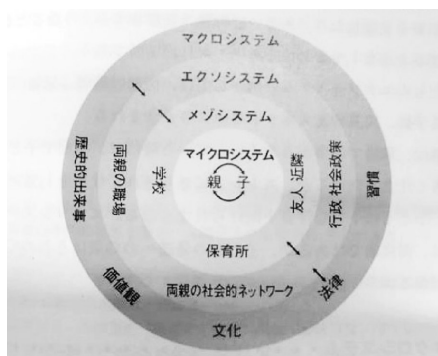 マクロシステム
エクソシステム
メゾシステム
マイクロシステム
親 子
学校
友人 近隣
保育所
両親の職場
行政 社会政策
両親の社会的ネットワーク
歴史的出来事
習慣
価値観
法律
文化